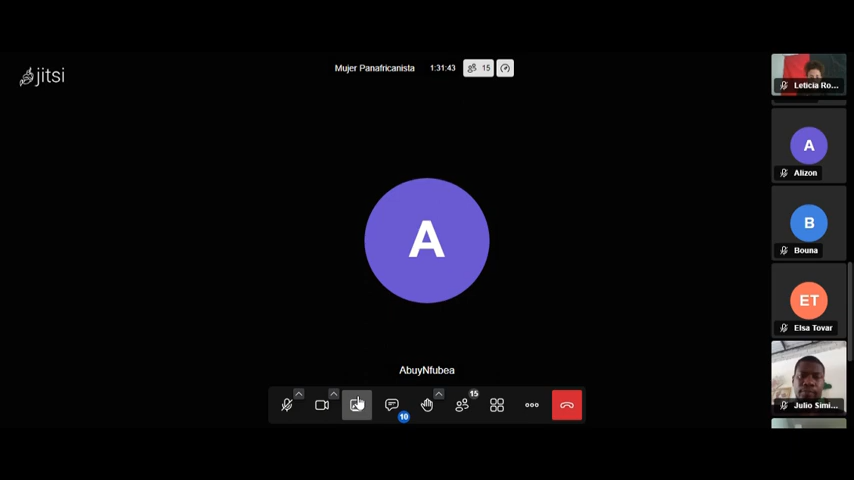 jitsi
Mujer Panafricanista 1:31:43 15
Leticia Ro...
A
Alizon
B
Bouna
ET
Elsa Tovar
Julio Simi...
A
AbuyNfubea
10
15